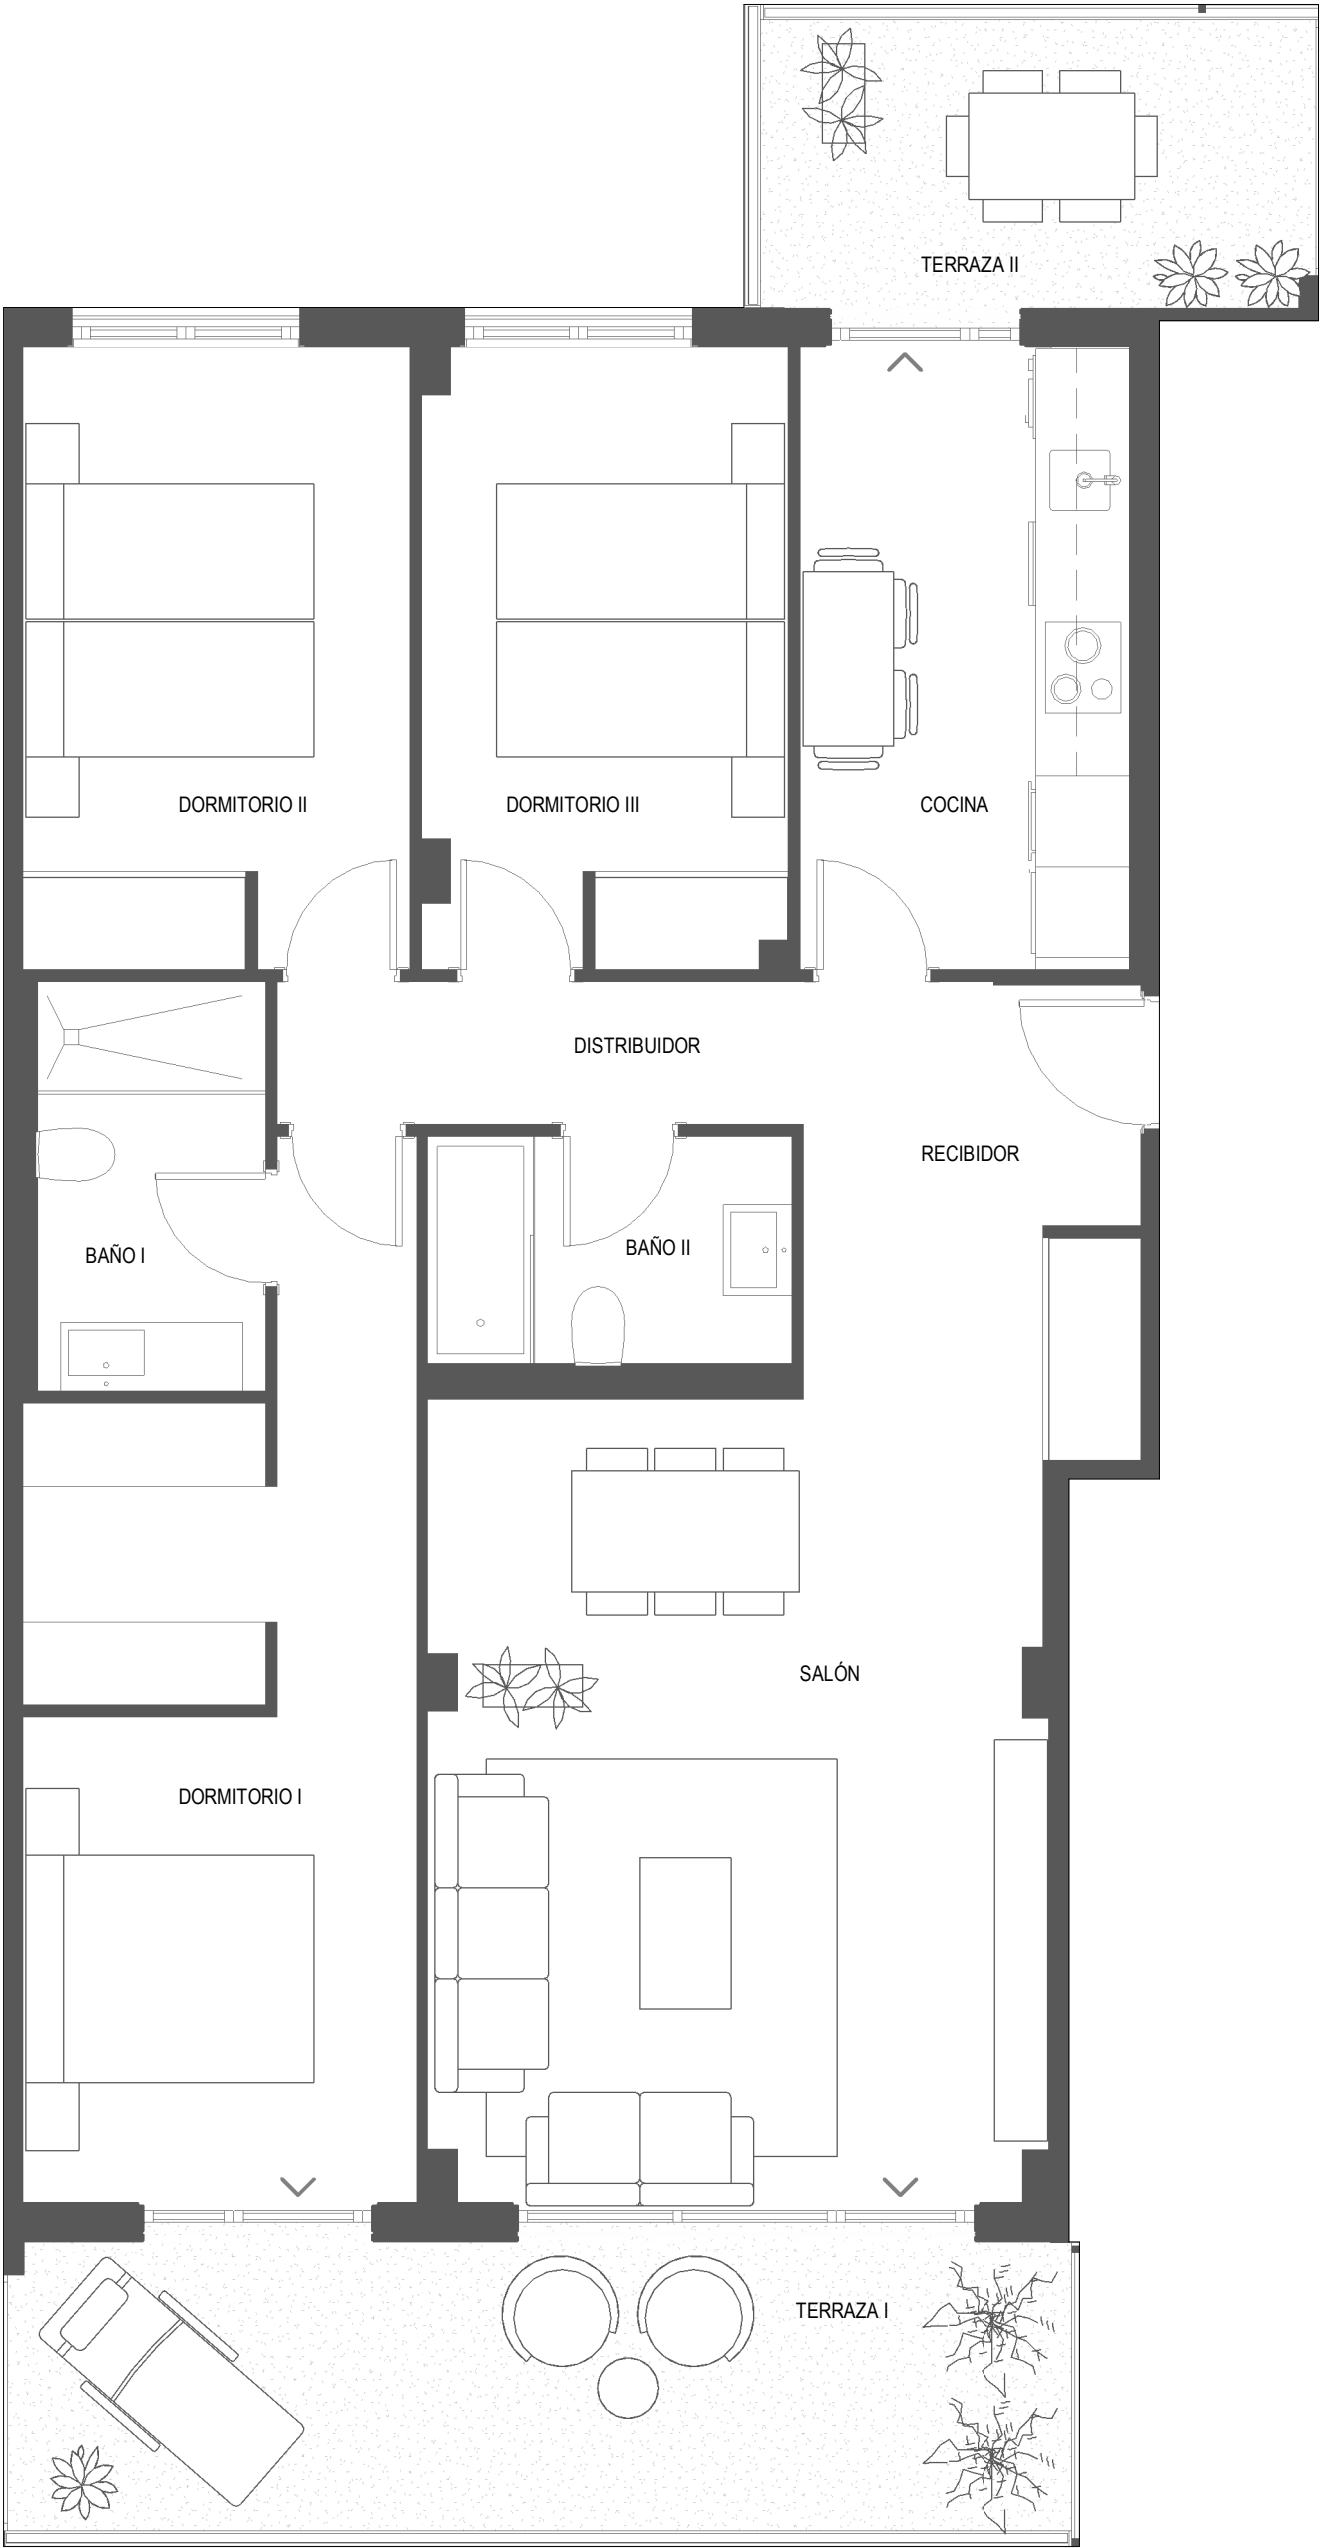 TERRAZA II
DORMITORIO II
DORMITORIO III
COCINA
DISTRIBUIDOR
RECIBIDOR
BAÑO I
BAÑO II
SALÓN
DORMITORIO I
TERRAZA I